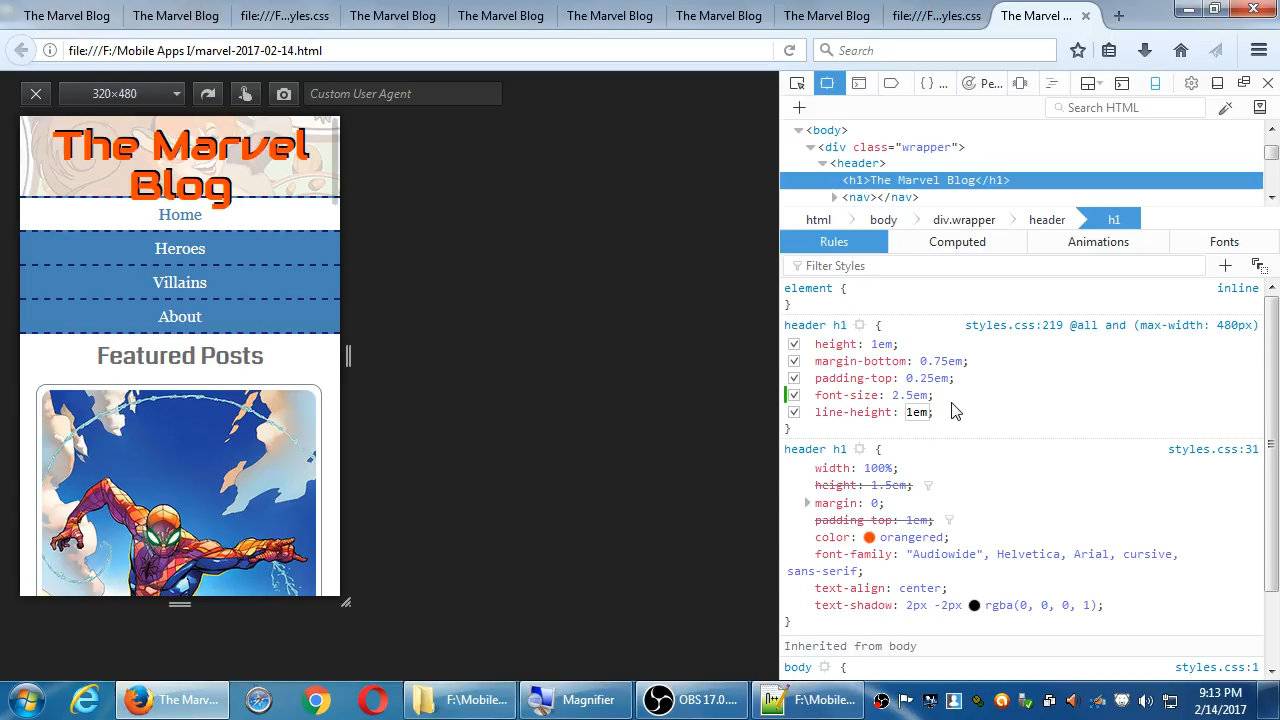 The Marvel Blog
The Marvel Blog
file:///F...yles.css
The Marvel Blog
The Marvel Blog
The Marvel Blog
The Marvel Blog
The Marvel Blog
file:///F...yles.css
The Marvel ...
file:///F:/Mobile Apps I/marvel-2017-02-14.html
Search
320×480
Custom User Agent
The Marvel
Blog
Home
Heroes
Villains
About
Featured Posts
{ } ...
Pe...
Search HTML
<body>
<div class="wrapper">
<header>
<h1>The Marvel Blog</h1>
<nav></nav>
html
body
div.wrapper
header
h1
Rules
Computed
Animations
Fonts
Filter Styles
element {
inline
}
header h1 {
styles.css:219 @all and (max-width: 480px)
height: 1em;
margin-bottom: 0.75em;
padding-top: 0.25em;
font-size: 2.5em;
line-height: 1em;
}
header h1 {
styles.css:31
width: 100%;
height: 1.5em;
margin: 0;
padding-top: 1em;
color: orangered;
font-family: "Audiowide", Helvetica, Arial, cursive,
sans-serif;
text-align: center;
text-shadow: 2px -2px rgba(0, 0, 0, 1);
}
Inherited from body
body {
styles.css:1
The Marv...
F:\Mobile...
Magnifier
OBS 17.0....
F:\Mobile...
9:13 PM
2/14/2017